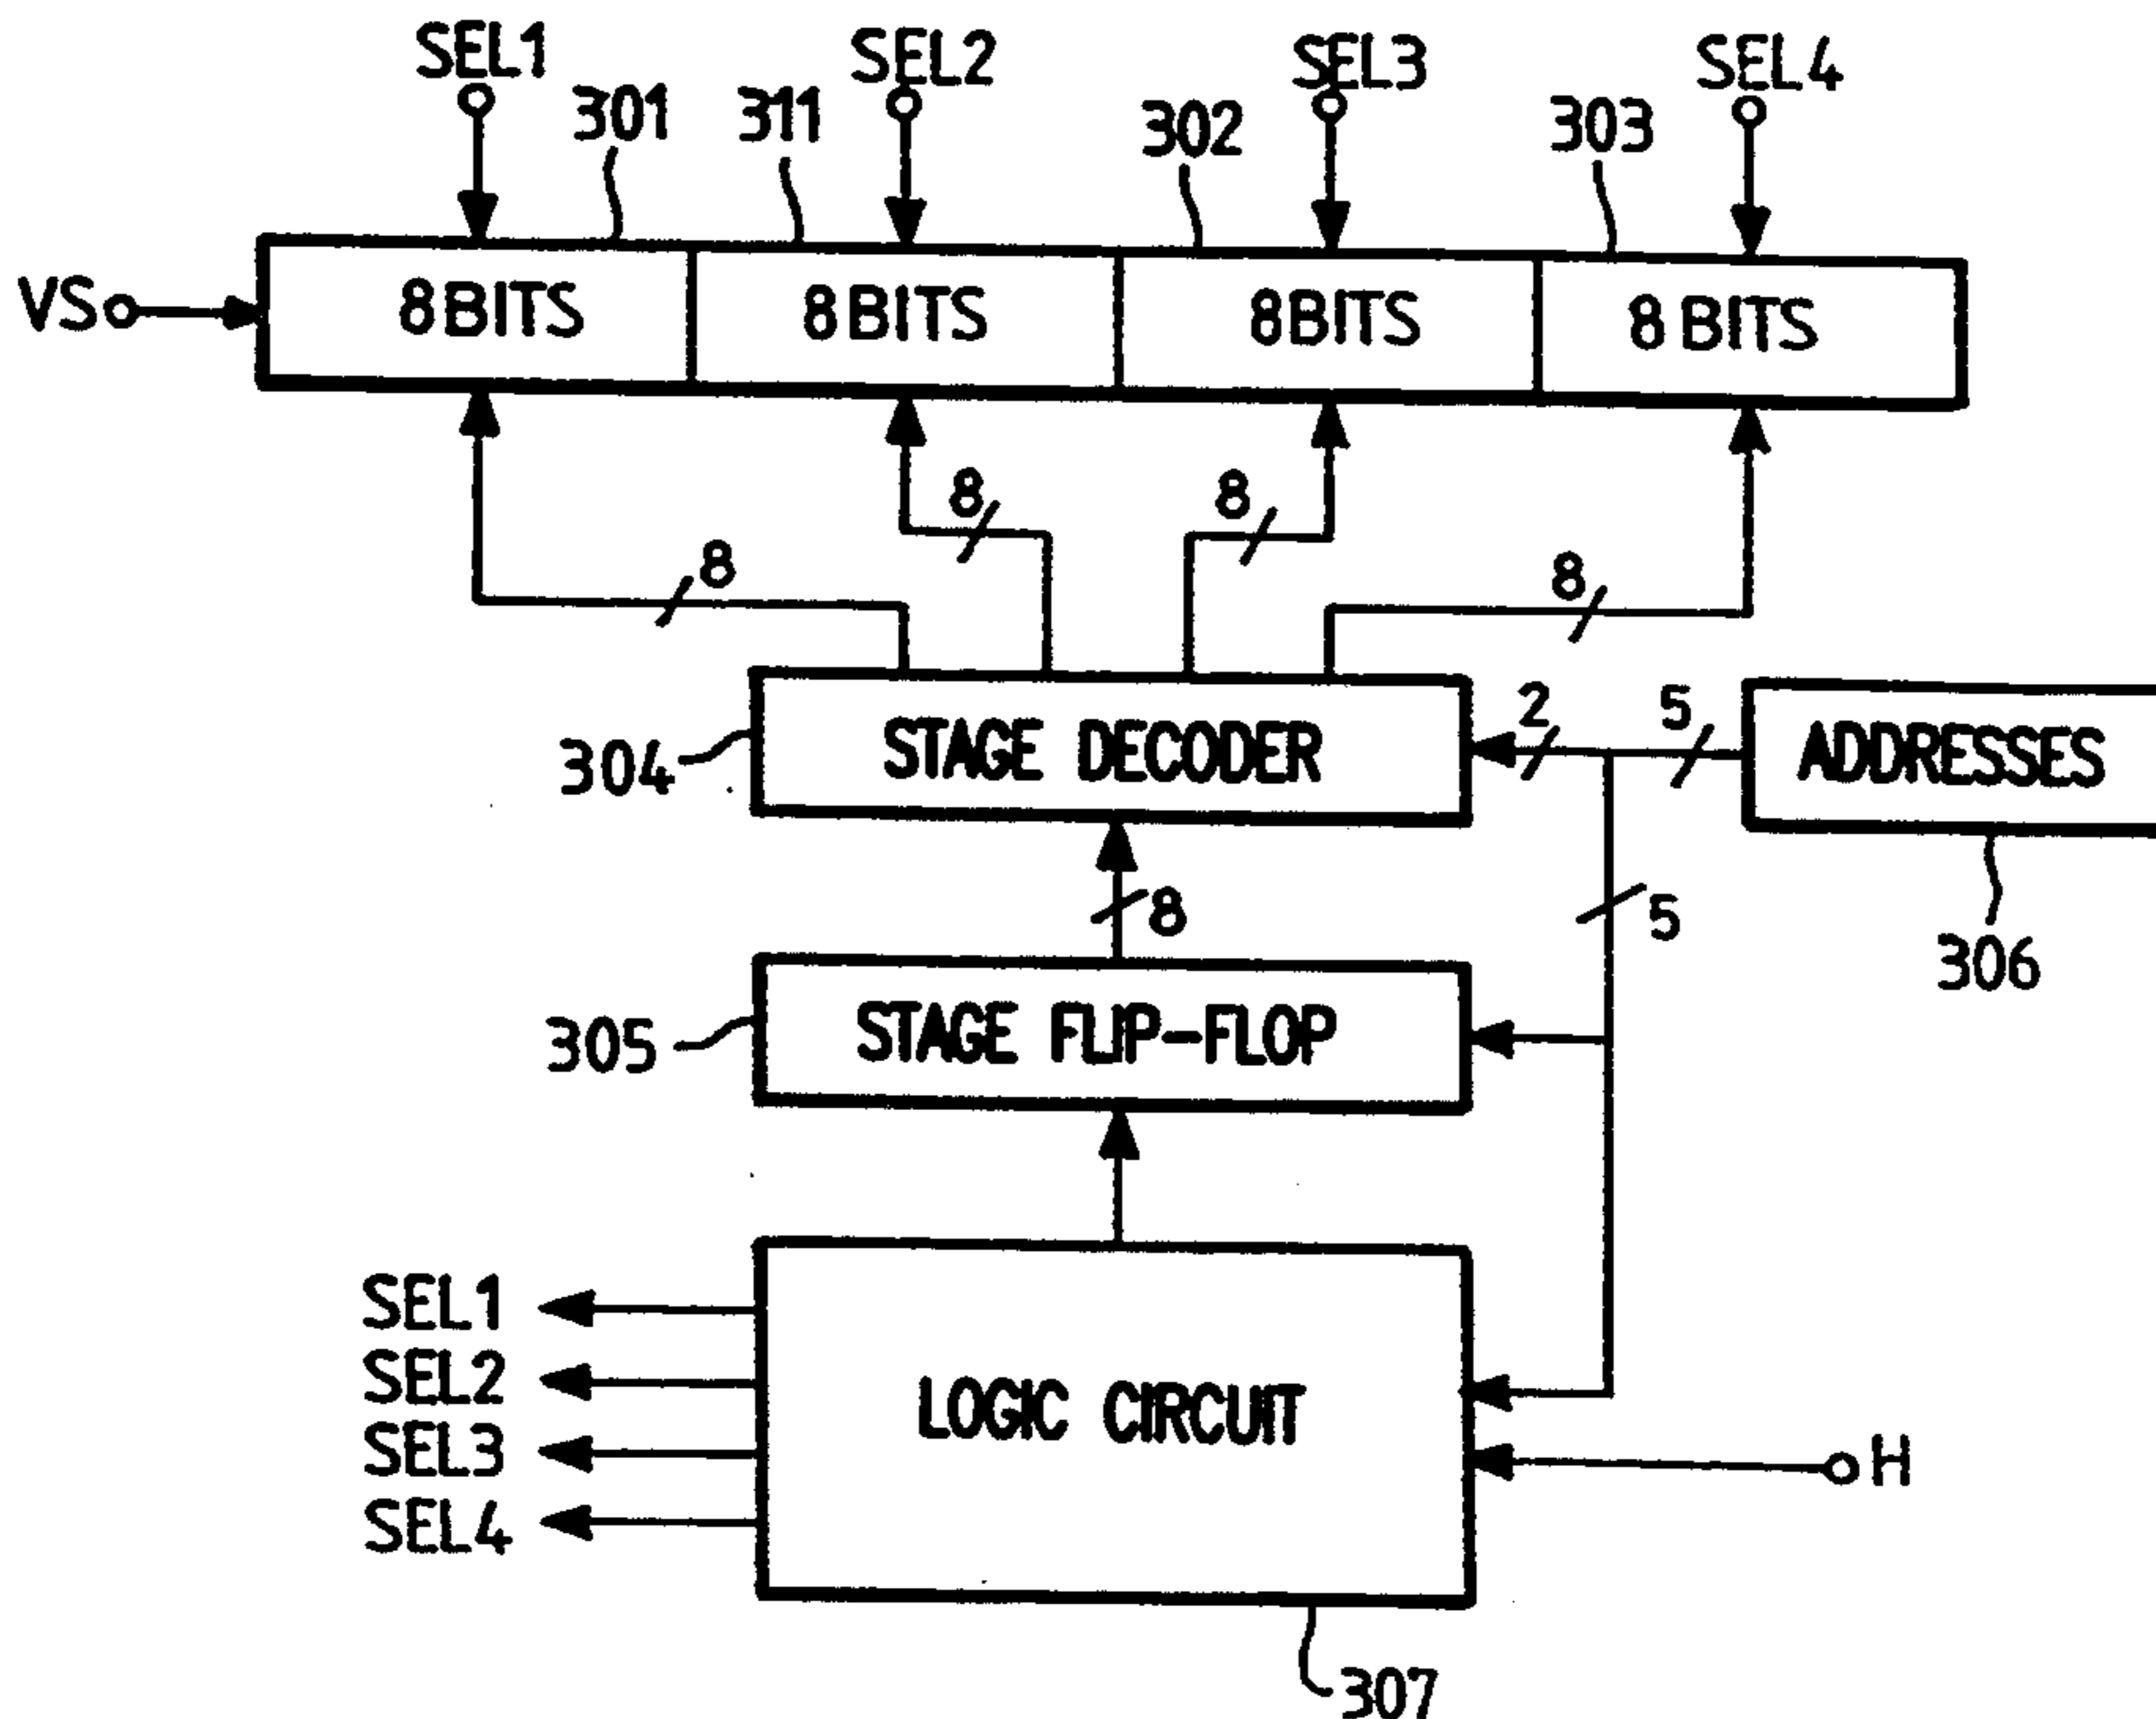 SEL1
SEL2
SEL3
SEL4
301
311
302
303
VS
8 BITS
8 BITS
8 BITS
8 BITS
8
8
8
8
304
STAGE DECODER
2
5
ADDRESSES
8
5
306
305
STAGE FLIP-FLOP
SEL1
SEL2
SEL3
SEL4
LOGIC CIRCUIT
H
307